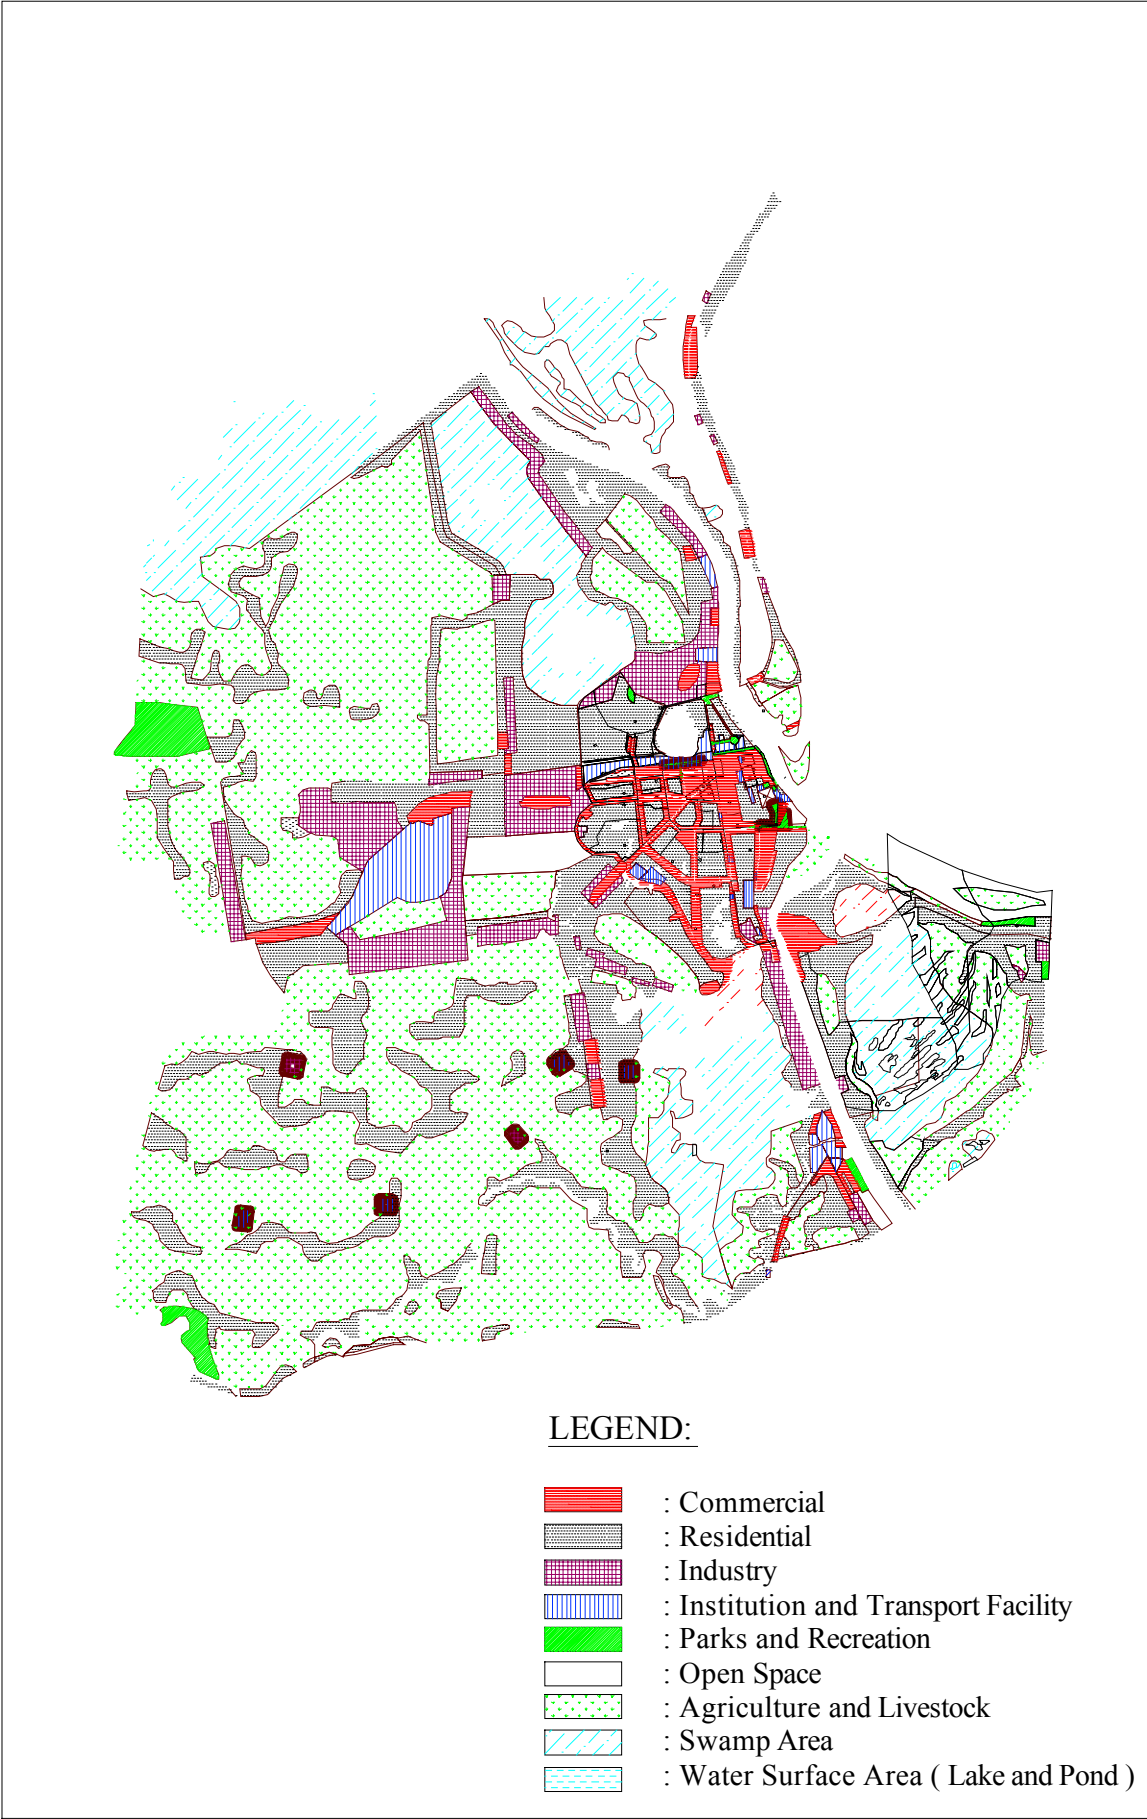 LEGEND:
: Commercial
: Residential
: Industry
: Institution and Transport Facility
: Parks and Recreation
: Open Space
: Agriculture and Livestock
: Swamp Area
: Water Surface Area ( Lake and Pond )